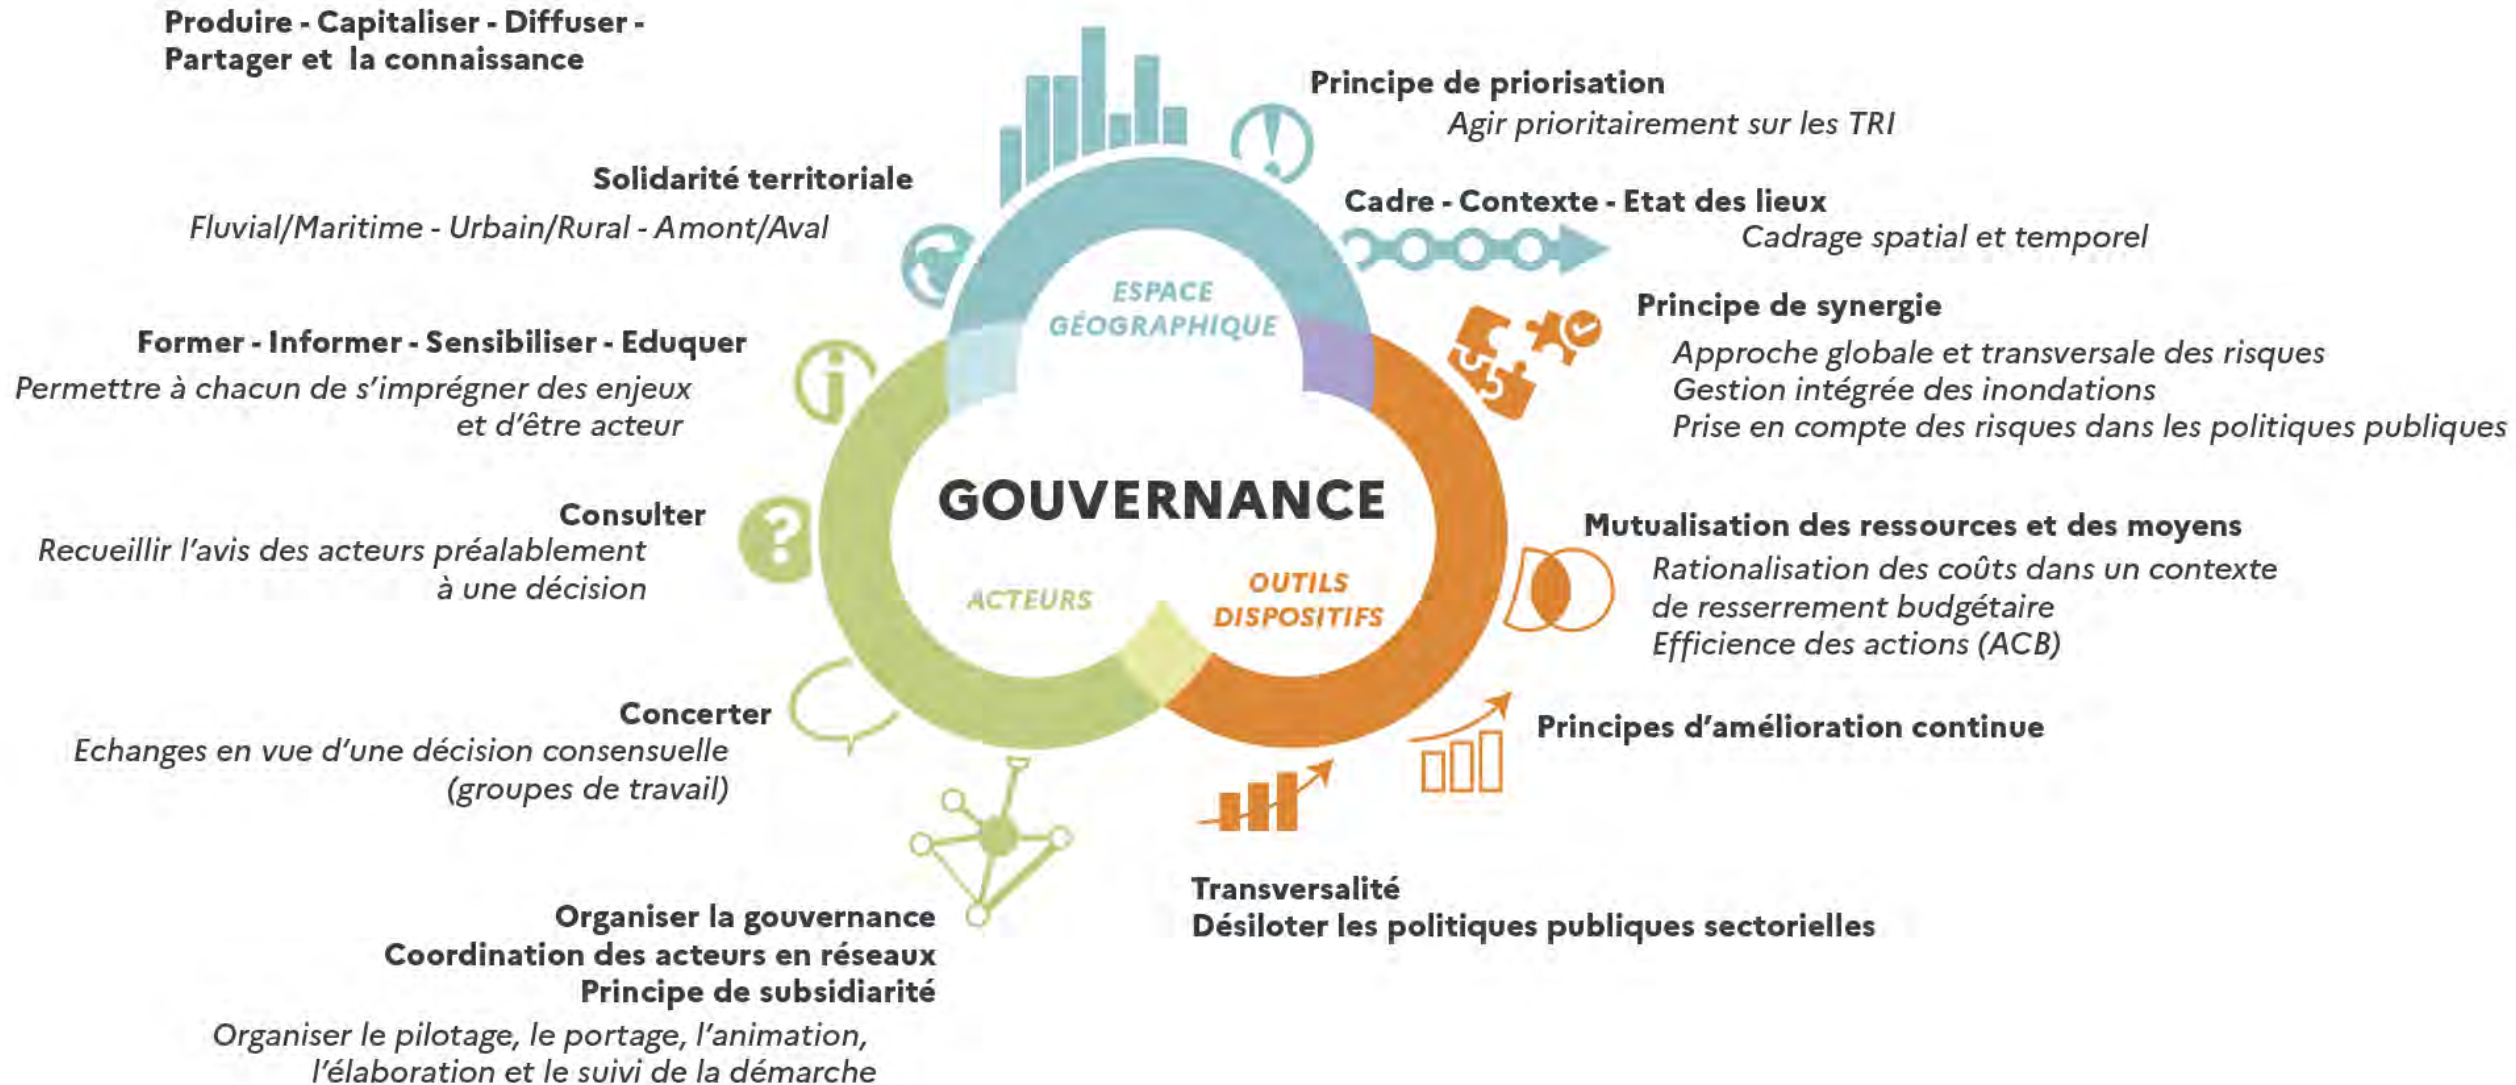 Produire - Capitaliser - Diffuser -
Partager et la connaissance
Principe de priorisation
Agir prioritairement sur les TRI
Solidarité territoriale
Fluvial/Maritime - Urbain/Rural - Amont/Aval
Cadre - Contexte - Etat des lieux
Cadrage spatial et temporel
ESPACE
GÉOGRAPHIQUE
Principe de synergie
Approche globale et transversale des risques
Gestion intégrée des inondations
Prise en compte des risques dans les politiques publiques
Former - Informer - Sensibiliser - Eduquer
Permettre à chacun de s'imprégner des enjeux
et d'être acteur
GOUVERNANCE
Consulter
Recueillir l'avis des acteurs préalablement
à une décision
Mutualisation des ressources et des moyens
Rationalisation des coûts dans un contexte
de resserrement budgétaire
Efficience des actions (ACB)
ACTEURS
OUTILS
DISPOSITIFS
Concerter
Echanges en vue d'une décision consensuelle
(groupes de travail)
Principes d'amélioration continue
Transversalité
Désiloter les politiques publiques sectorielles
Organiser la gouvernance
Coordination des acteurs en réseaux
Principe de subsidiarité
Organiser le pilotage, le portage, l'animation,
l'élaboration et le suivi de la démarche